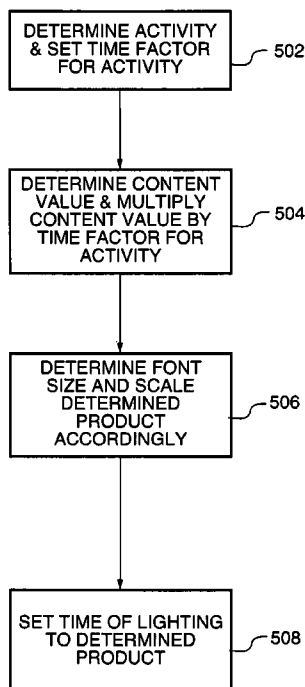 DETERMINE ACTIVITY
& SET TIME FACTOR
FOR ACTIVITY
502
DETERMINE CONTENT
VALUE & MULTIPLY
CONTENT VALUE BY
TIME FACTOR FOR
ACTIVITY
504
DETERMINE FONT
SIZE AND SCALE
DETERMINED
PRODUCT
ACCORDINGLY
506
SET TIME OF LIGHTING
TO DETERMINED
PRODUCT
508